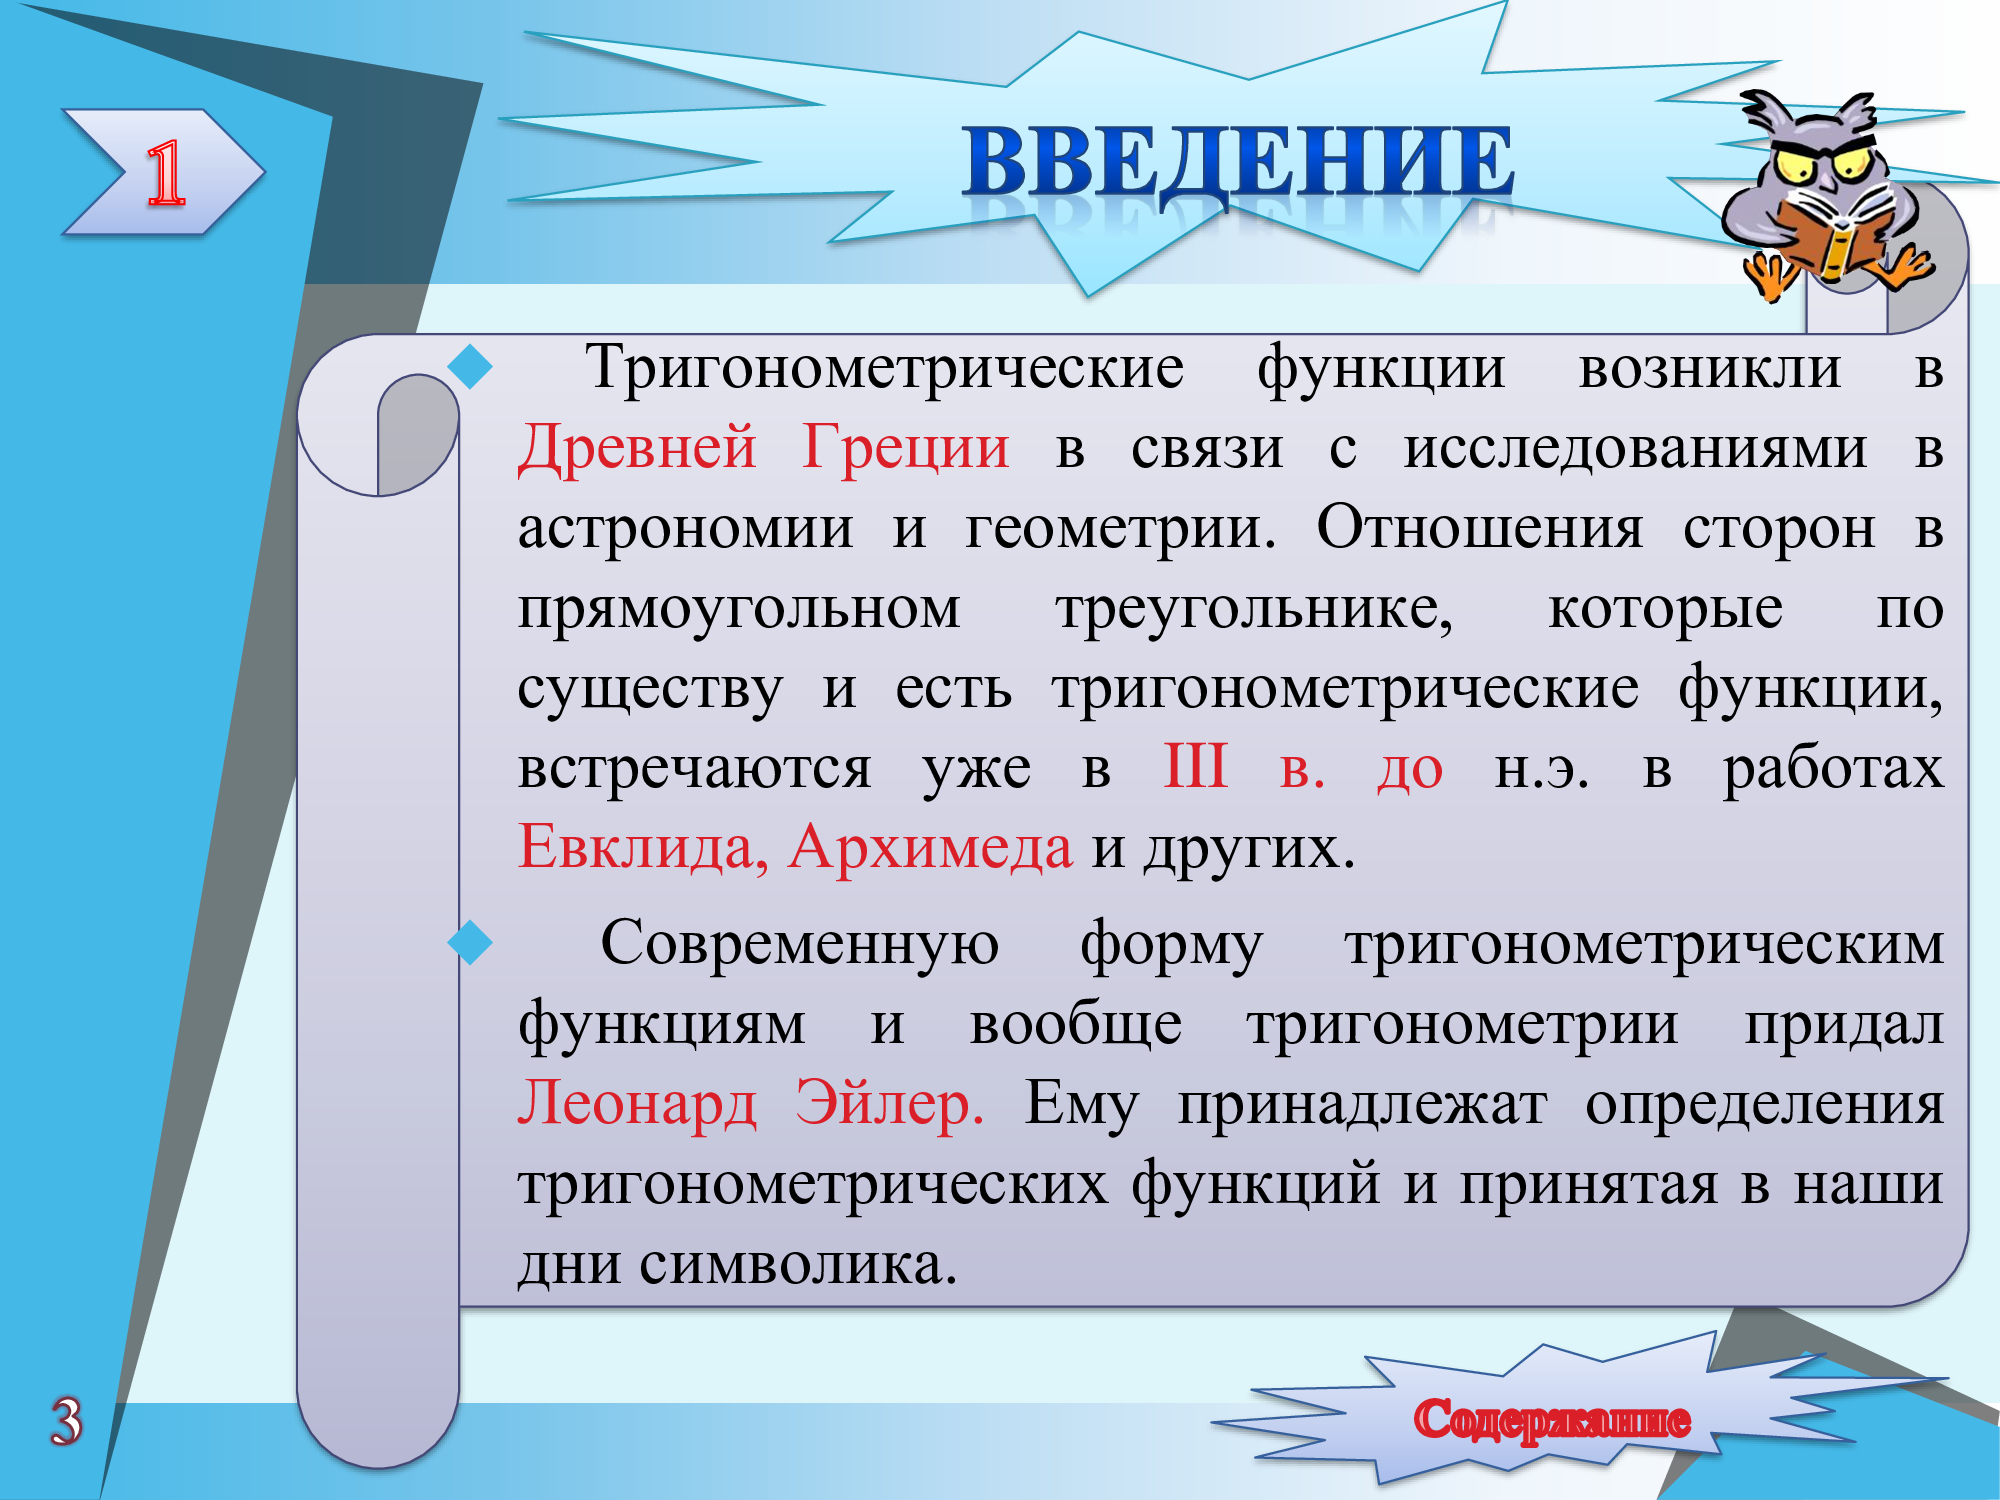 1
ВВЕДЕНИЕ
Тригонометрические функции возникли в
Древней Греции в связи с исследованиями в
астрономии и геометрии. Отношения сторон в
прямоугольном треугольнике, которые по
существу и есть тригонометрические функции,
встречаются уже в III в. до н.э. в работах
Евклида, Архимеда и других.
Современную форму тригонометрическим
функциям и вообще тригонометрии придал
Леонард Эйлер. Ему принадлежат определения
тригонометрических функций и принятая в наши
дни символика.
3
Содержание